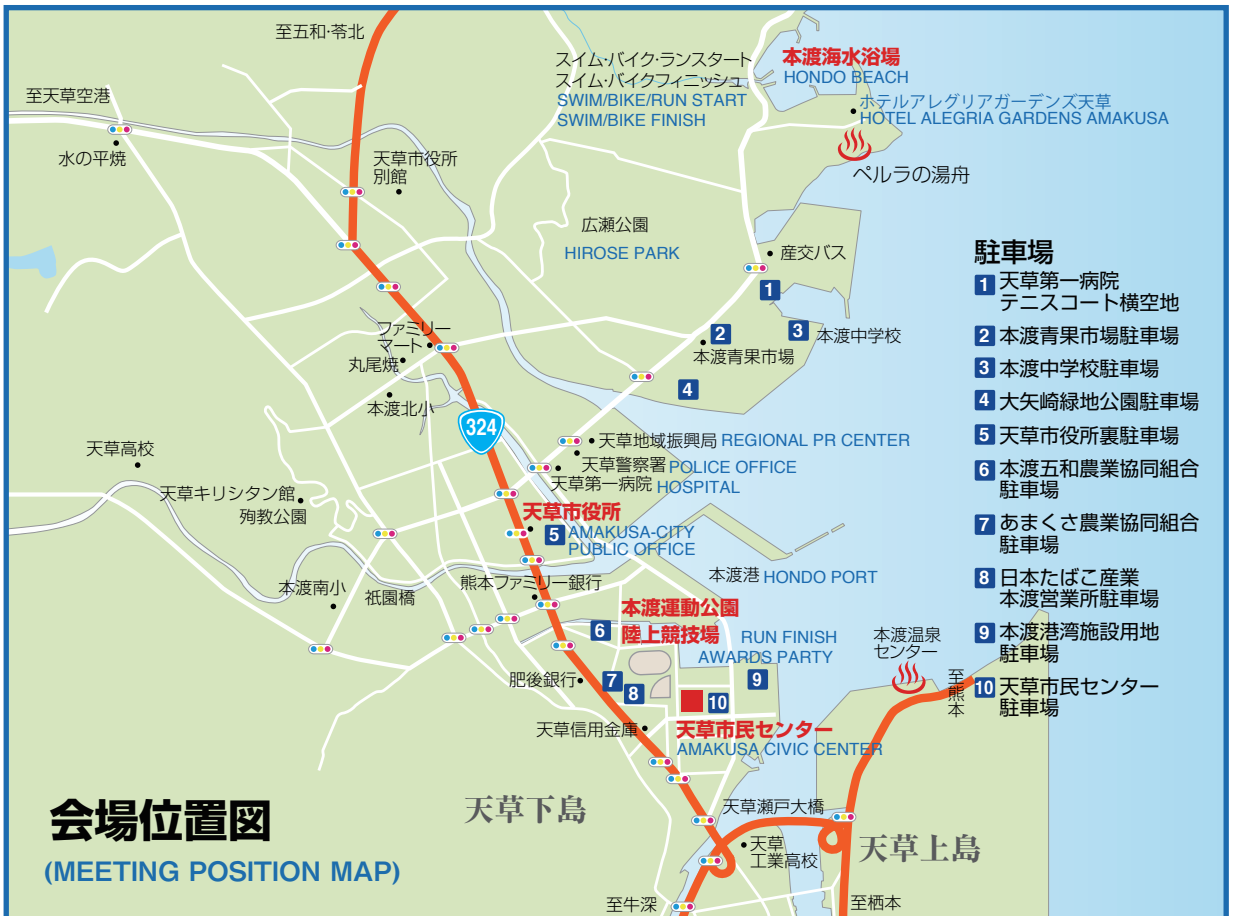 至五和・苓北
スイム・バイク・ランスタート
スイム・バイクフィニッシュ
SWIM/BIKE/RUN START
SWIM/BIKE FINISH
本渡海水浴場
HONDO BEACH
ホテルアレグリアガーデンズ天草
HOTEL ALEGRIA GARDENS AMAKUSA
ペルラの湯舟
至天草空港
水の平焼
天草市役所
別館
広瀬公園
HIROSE PARK
産交バス
1
2
3
本渡中学校
本渡青果市場
4
ファミリー
マート
丸尾焼
本渡北小
324
天草地域振興局 REGIONAL PR CENTER
天草警察署 POLICE OFFICE
天草第一病院 HOSPITAL
天草高校
天草キリシタン館
殉教公園
天草市役所
5
AMAKUSA-CITY
PUBLIC OFFICE
本渡港 HONDO PORT
本渡南小
祇園橋
熊本ファミリー銀行
本渡運動公園
陸上競技場
6
RUN FINISH
AWARDS PARTY
本渡温泉
センター
至熊本
肥後銀行
7
8
9
10
天草信用金庫
天草市民センター
AMAKUSA CIVIC CENTER
天草瀬戸大橋
天草下島
天草
工業高校
天草上島
至牛深
至栖本
駐車場
1 天草第一病院
テニスコート横空地
2 本渡青果市場駐車場
3 本渡中学校駐車場
4 大矢崎緑地公園駐車場
5 天草市役所裏駐車場
6 本渡五和農業協同組合
駐車場
7 あまくさ農業協同組合
駐車場
8 日本たばこ産業
本渡営業所駐車場
9 本渡港湾施設用地
駐車場
10 天草市民センター
駐車場
会場位置図
(MEETING POSITION MAP)